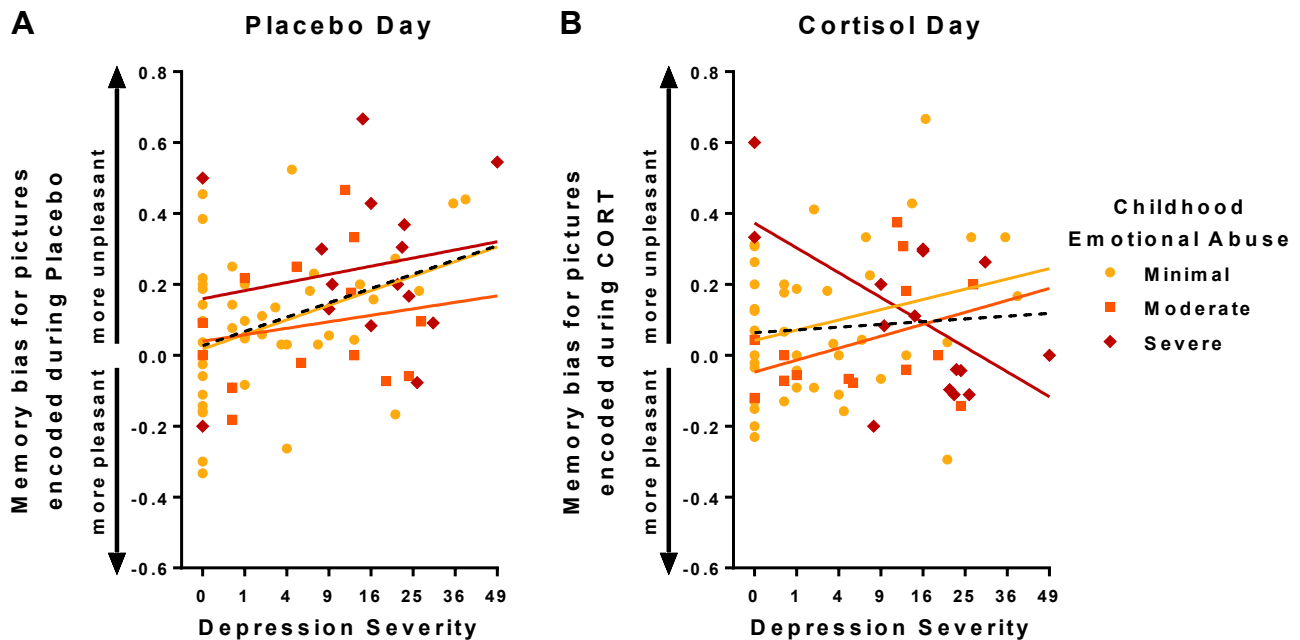 A
Placebo Day
Memory bias for pictures
encoded during Placebo
more unpleasant
more pleasant
0.8
0.6
0.4
0.2
0.0
-0.2
-0.4
-0.6
0 1 4 9 16 25 36 49
Depression Severity
B
Cortisol Day
Memory bias for pictures
encoded during CORT
more unpleasant
more pleasant
0.8
0.6
0.4
0.2
0.0
-0.2
-0.4
-0.6
0 1 4 9 16 25 36 49
Depression Severity
Childhood
Emotional Abuse
Minimal
Moderate
Severe